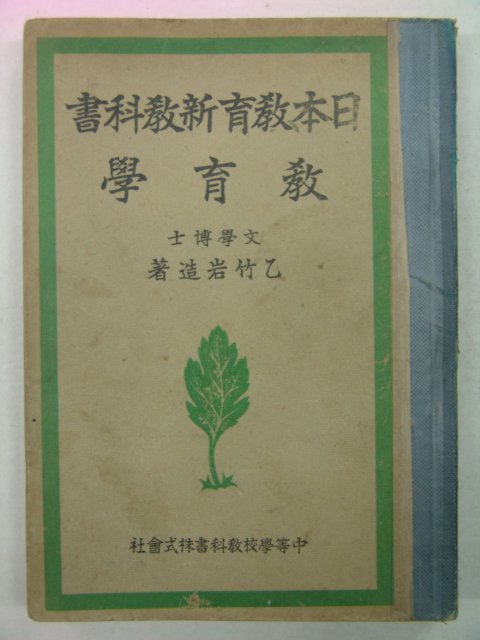 日本教育新教科書
教育學
文學博士
乙竹岩造著
中等學校教科書株式會社